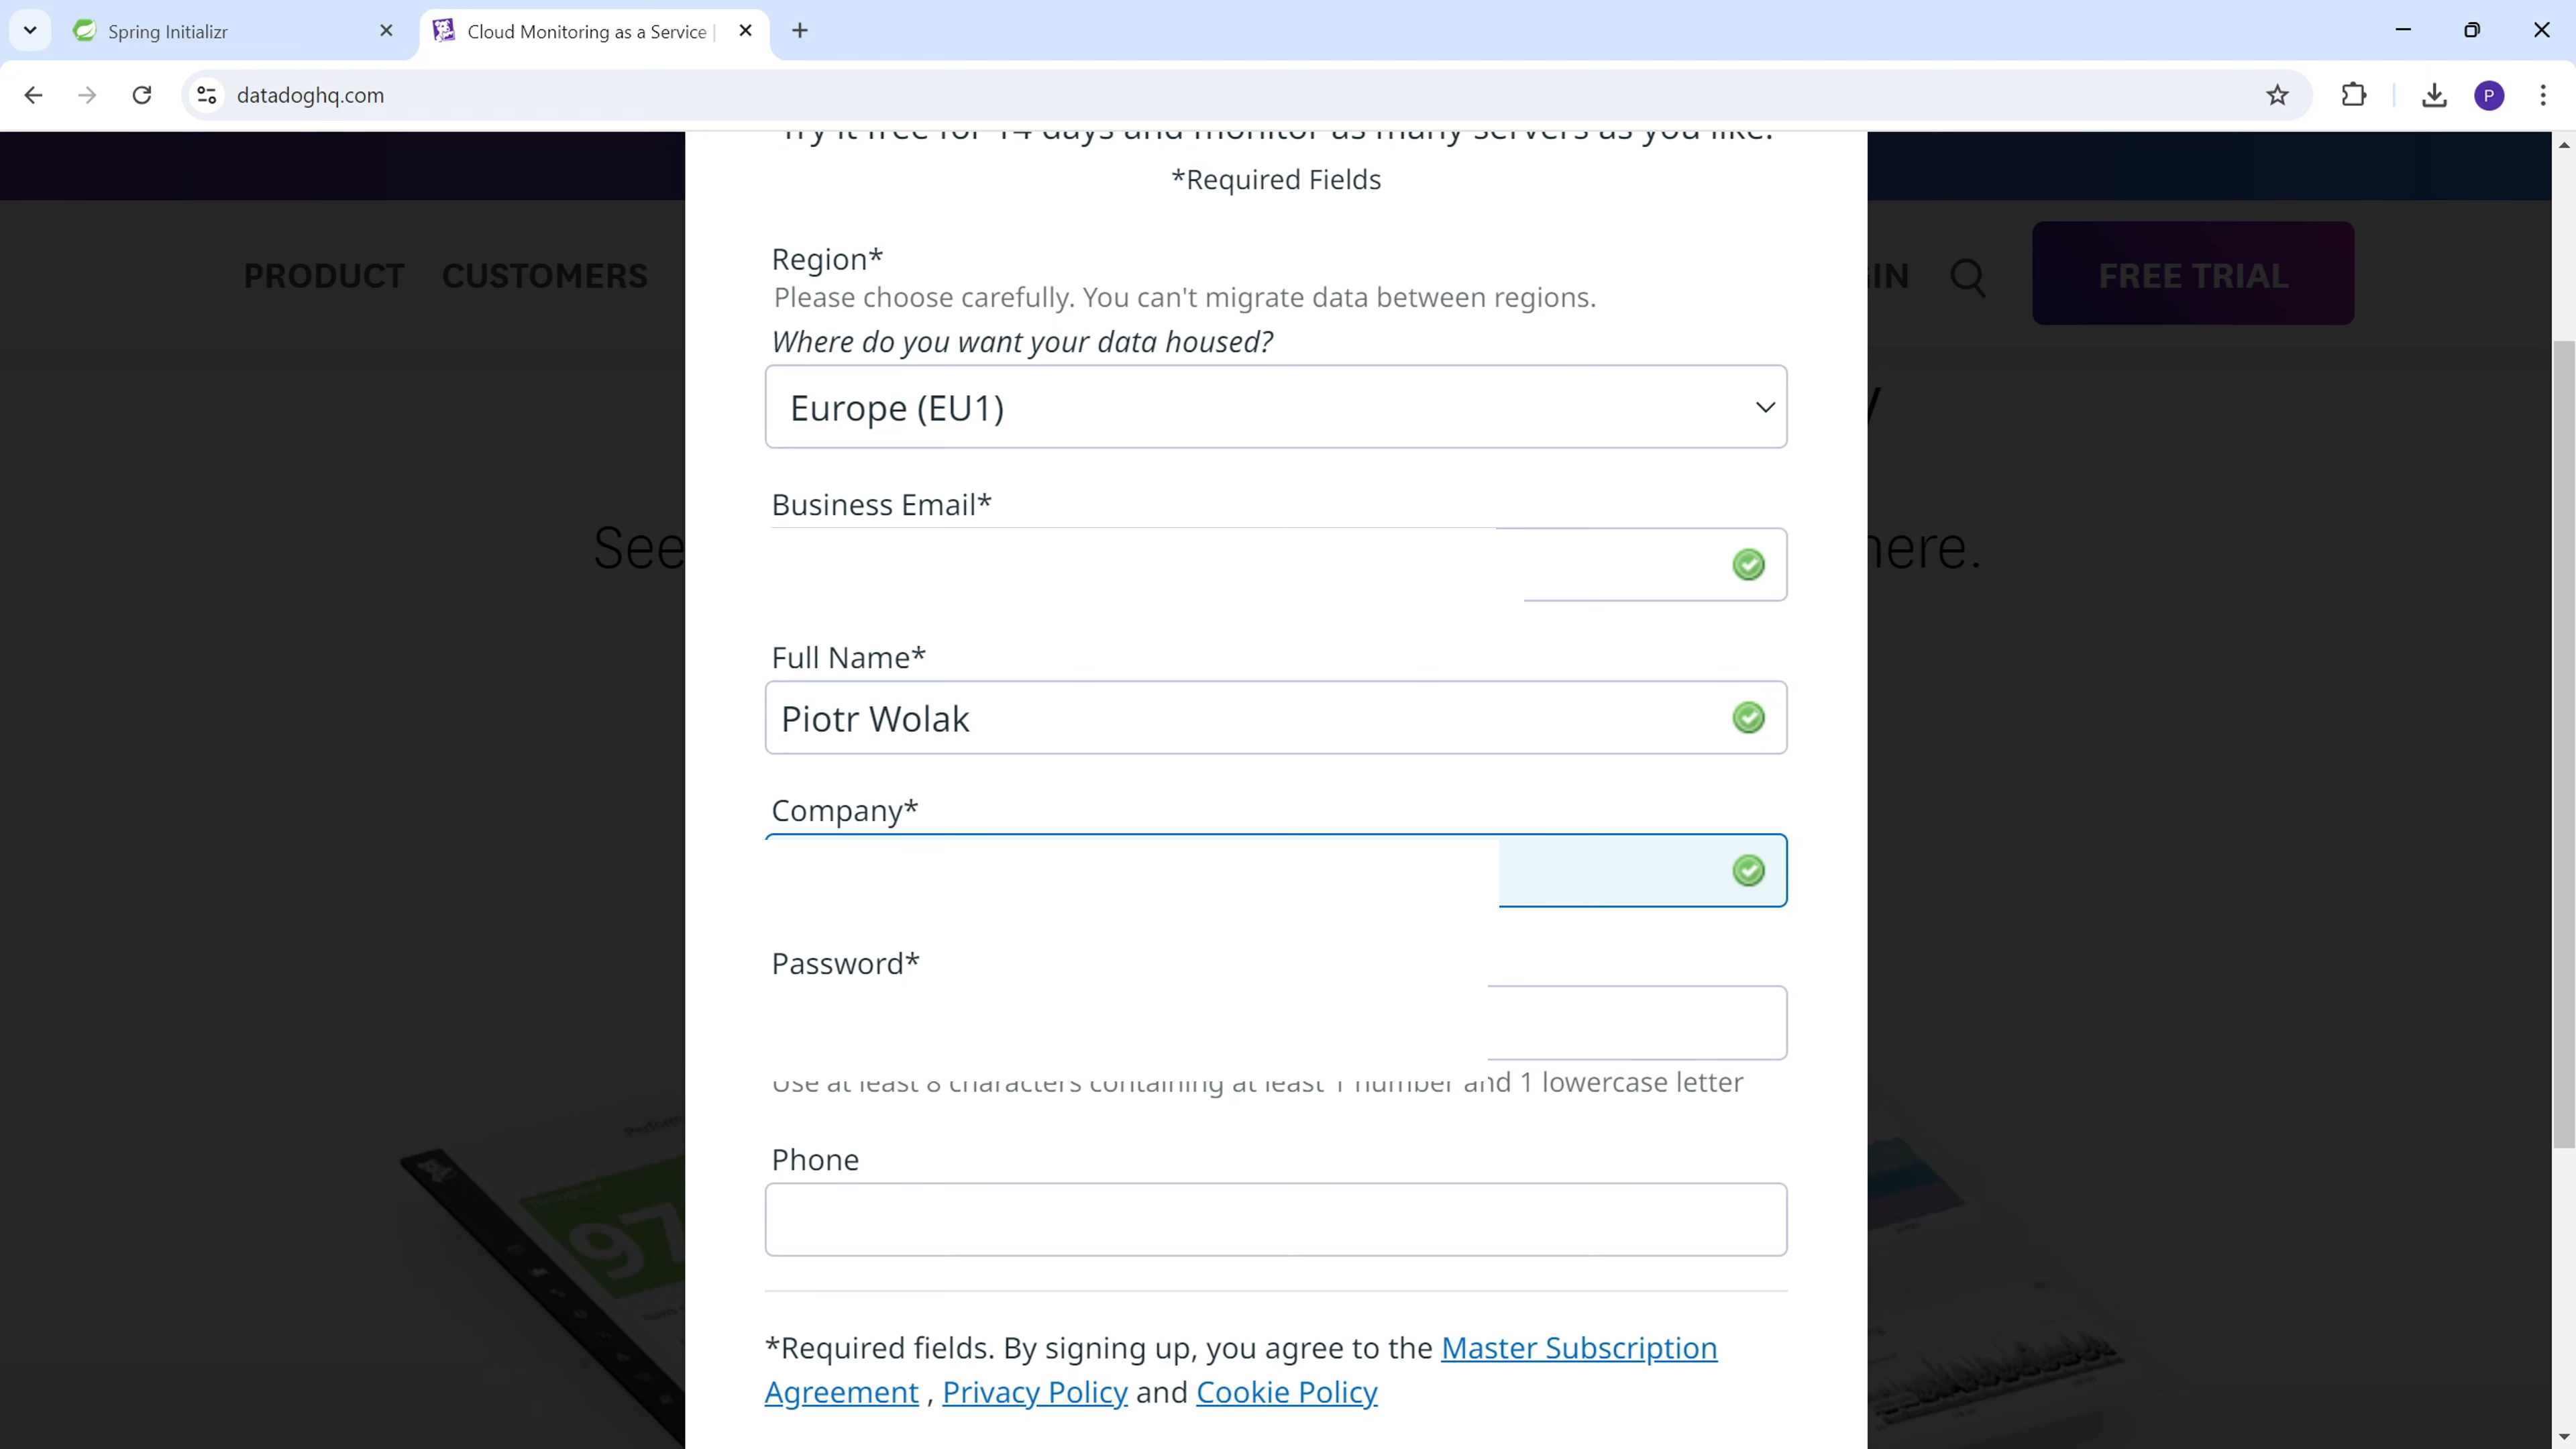 Spring Initializr
Cloud Monitoring as a Service |
datadoghq.com
P
Try it free for 14 days and monitor as many servers as you like.
*Required Fields
PRODUCT CUSTOMERS
FREE TRIAL
Region*
Please choose carefully. You can't migrate data between regions.
Where do you want your data housed?
Europe (EU1)
Business Email*
See
here.
Full Name*
Piotr Wolak
Company*
Password*
Use at least 8 characters containing at least 1 number and 1 lowercase letter
Phone
97
*Required fields. By signing up, you agree to the Master Subscription
Agreement , Privacy Policy and Cookie Policy